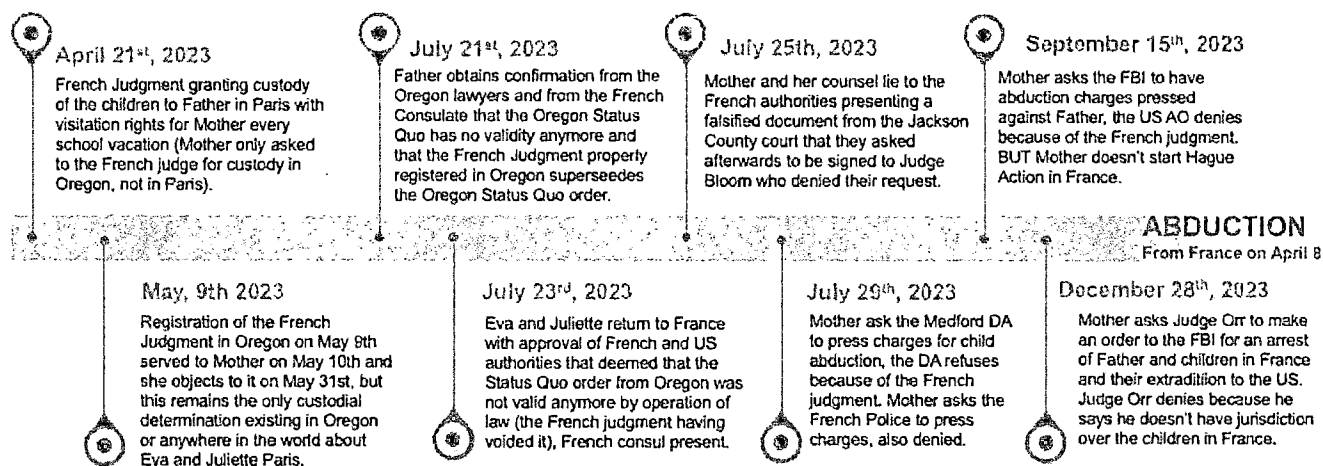 April 21st, 2023
French Judgment granting custody
of the children to Father in Paris with
visitation rights for Mother every
school vacation (Mother only asked
to the French judge for custody in
Oregon, not in Paris).
July 21st, 2023
Father obtains confirmation from the
Oregon lawyers and from the French
Consulate that the Oregon Status
Quo has no validity anymore and
that the French Judgment properly
registered in Oregon superseedes
the Oregon Status Quo order.
July 25th, 2023
Mother and her counsel lie to the
French authorities presenting a
falsified document from the Jackson
County court that they asked
afterwards to be signed to Judge
Bloom who denied their request.
September 15th, 2023
Mother asks the FBI to have
abduction charges pressed
against Father, the US AO denies
because of the French judgment.
BUT Mother doesn't start Hague
Action in France.
ABDUCTION
From France on April 8
May, 9th 2023
Registration of the French
Judgment in Oregon on May 9th
served to Mother on May 10th and
she objects to it on May 31st, but
this remains the only custodial
determination existing in Oregon
or anywhere in the world about
Eva and Juliette Paris.
July 23rd, 2023
Eva and Juliette return to France
with approval of French and US
authorities that deemed that the
Status Quo order from Oregon was
not valid anymore by operation of
law (the French judgment having
voided it), French consul present.
July 29th, 2023
Mother ask the Medford DA
to press charges for child
abduction, the DA refuses
because of the French
judgment. Mother asks the
French Police to press
charges, also denied.
December 28th, 2023
Mother asks Judge Orr to make
an order to the FBI for an arrest
of Father and children in France
and their extradition to the US.
Judge Orr denies because he
says he doesn't have jurisdiction
over the children in France.